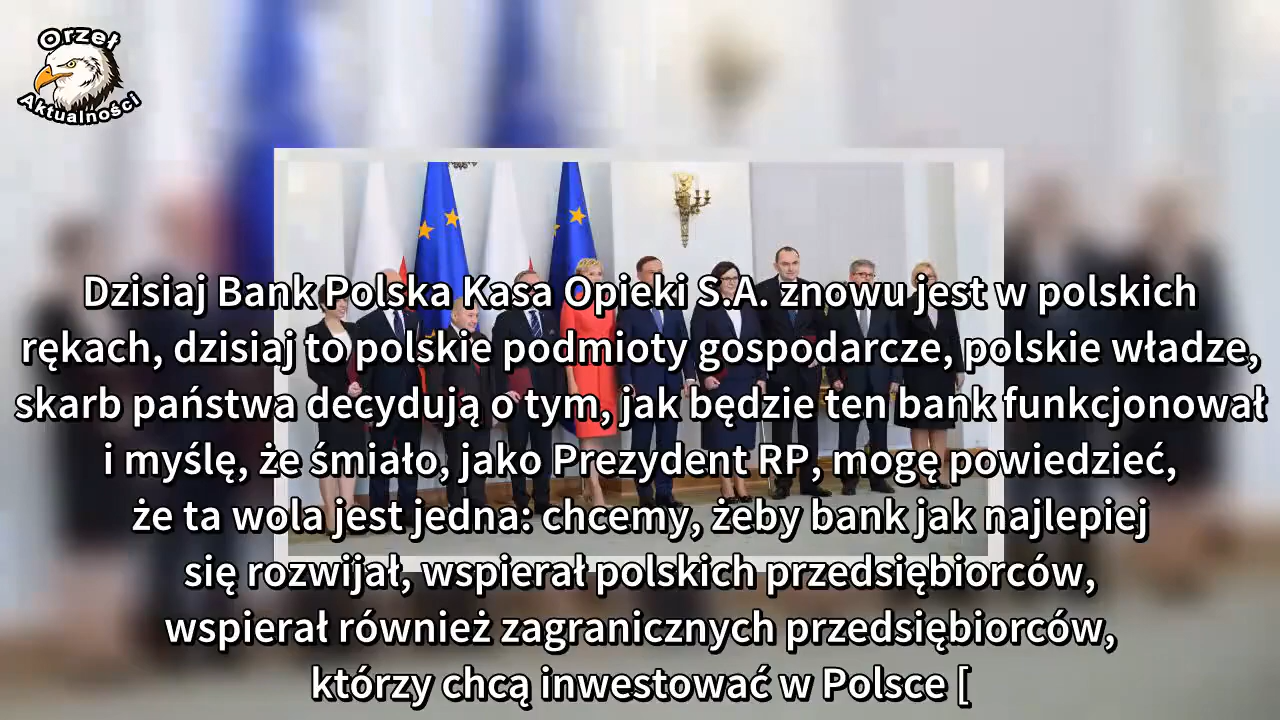 Orzeł
Aktualności
Dzisiaj Bank Polska Kasa Opieki S.A. znowu jest w polskich
rękach, dzisiaj to polskie podmioty gospodarcze, polskie władze,
skarb państwa decydują o tym, jak będzie ten bank funkcjonował
i myślę, że śmiało, jako Prezydent RP, mogę powiedzieć,
że ta wola jest jedna: chcemy, żeby bank jak najlepiej
się rozwijał, wspierał polskich przedsiębiorców,
wspierał również zagranicznych przedsiębiorców,
którzy chcą inwestować w Polsce [